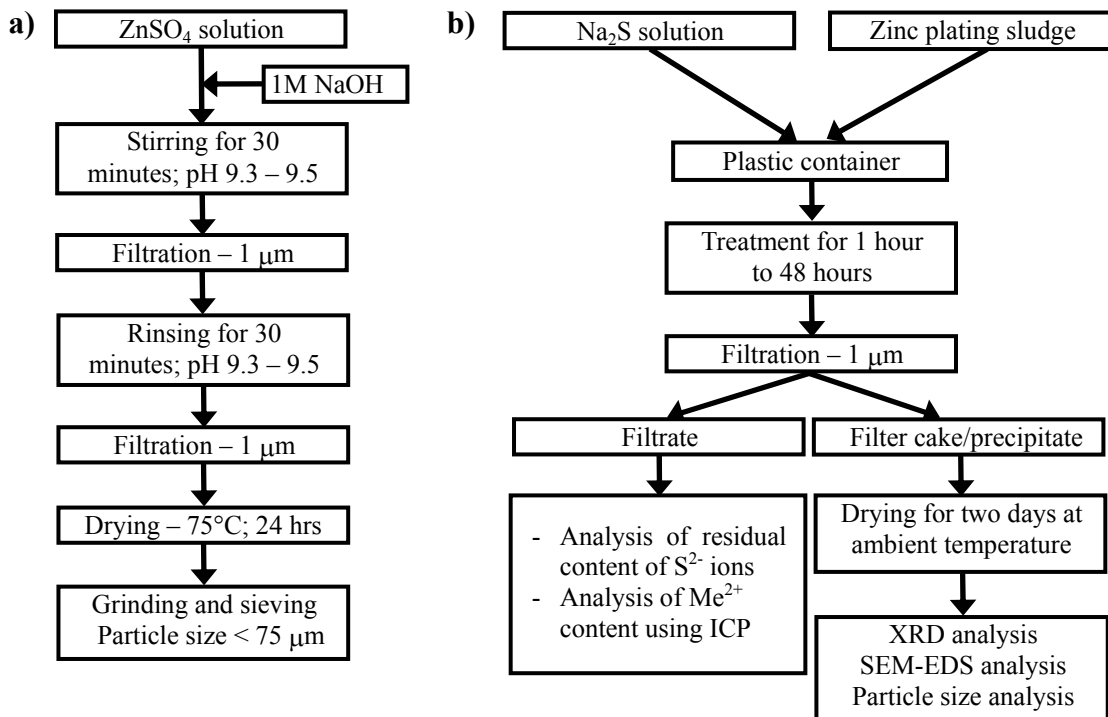 a)
ZnSO₄ solution
1M NaOH
Stirring for 30
minutes; pH 9.3 – 9.5
Filtration – 1 μm
Rinsing for 30
minutes; pH 9.3 – 9.5
Filtration – 1 μm
Drying – 75°C; 24 hrs
Grinding and sieving
Particle size < 75 μm
b)
Na₂S solution
Zinc plating sludge
Plastic container
Treatment for 1 hour
to 48 hours
Filtration – 1 μm
Filtrate
- Analysis of residual
content of S²⁻ ions
- Analysis of Me²⁺
content using ICP
Filter cake/precipitate
Drying for two days at
ambient temperature
XRD analysis
SEM-EDS analysis
Particle size analysis